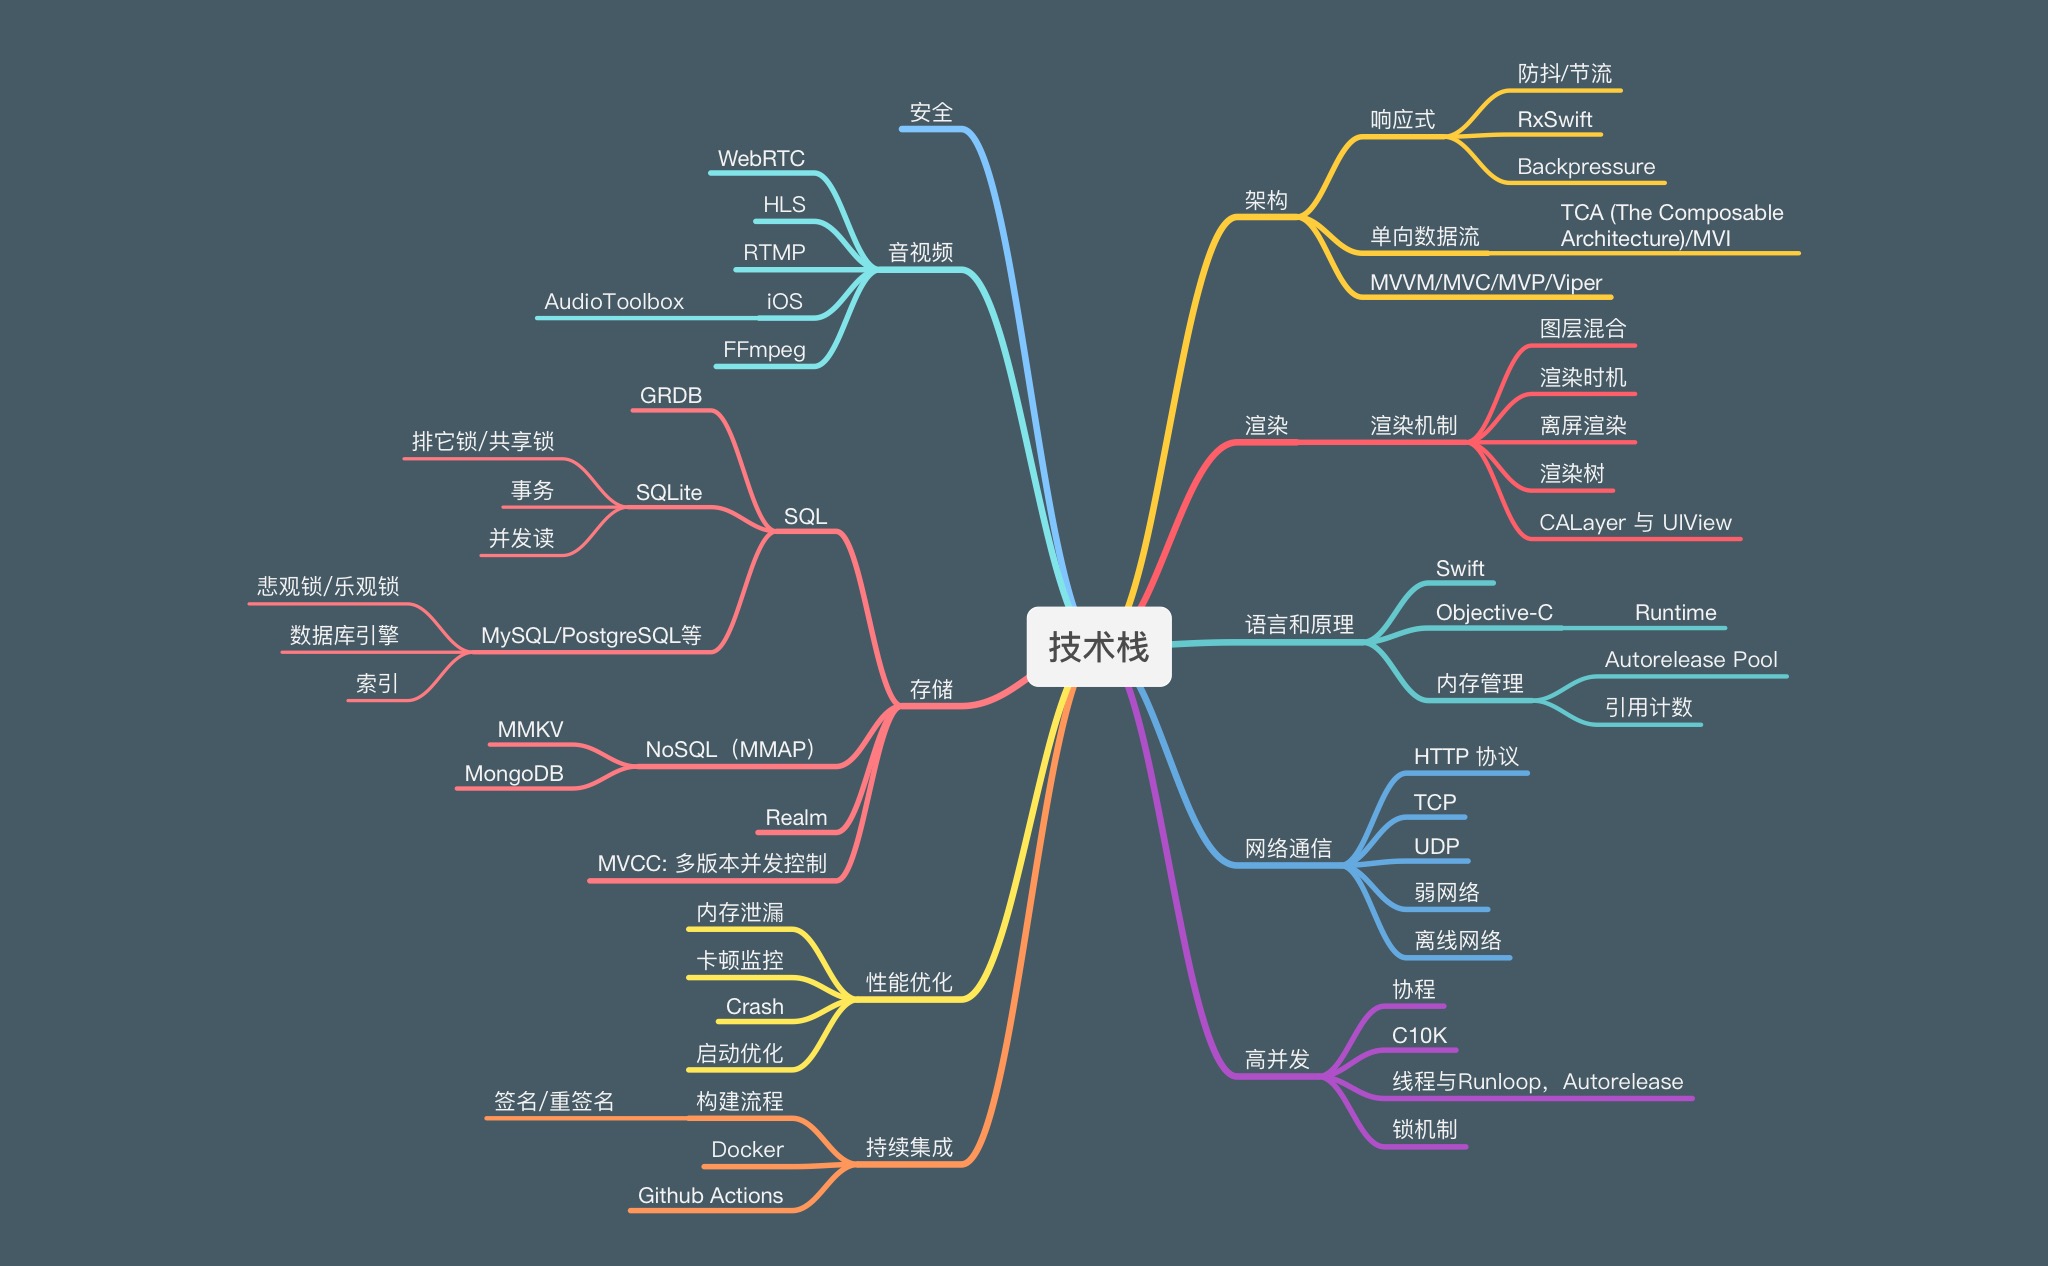 技术栈
架构
响应式
防抖/节流
RxSwift
Backpressure
单向数据流
TCA (The Composable
Architecture)/MVI
MVVM/MVC/MVP/Viper
渲染
渲染机制
图层混合
渲染时机
离屏渲染
渲染树
CALayer 与 UIView
语言和原理
Swift
Objective-C
Runtime
内存管理
Autorelease Pool
引用计数
网络通信
HTTP 协议
TCP
UDP
弱网络
离线网络
高并发
协程
C10K
线程与Runloop，Autorelease
锁机制
安全
音视频
WebRTC
HLS
RTMP
iOS
AudioToolbox
FFmpeg
存储
SQL
GRDB
SQLite
排它锁/共享锁
事务
并发读
MySQL/PostgreSQL等
悲观锁/乐观锁
数据库引擎
索引
NoSQL（MMAP）
MMKV
MongoDB
Realm
MVCC: 多版本并发控制
性能优化
内存泄漏
卡顿监控
Crash
启动优化
持续集成
构建流程
签名/重签名
Docker
Github Actions